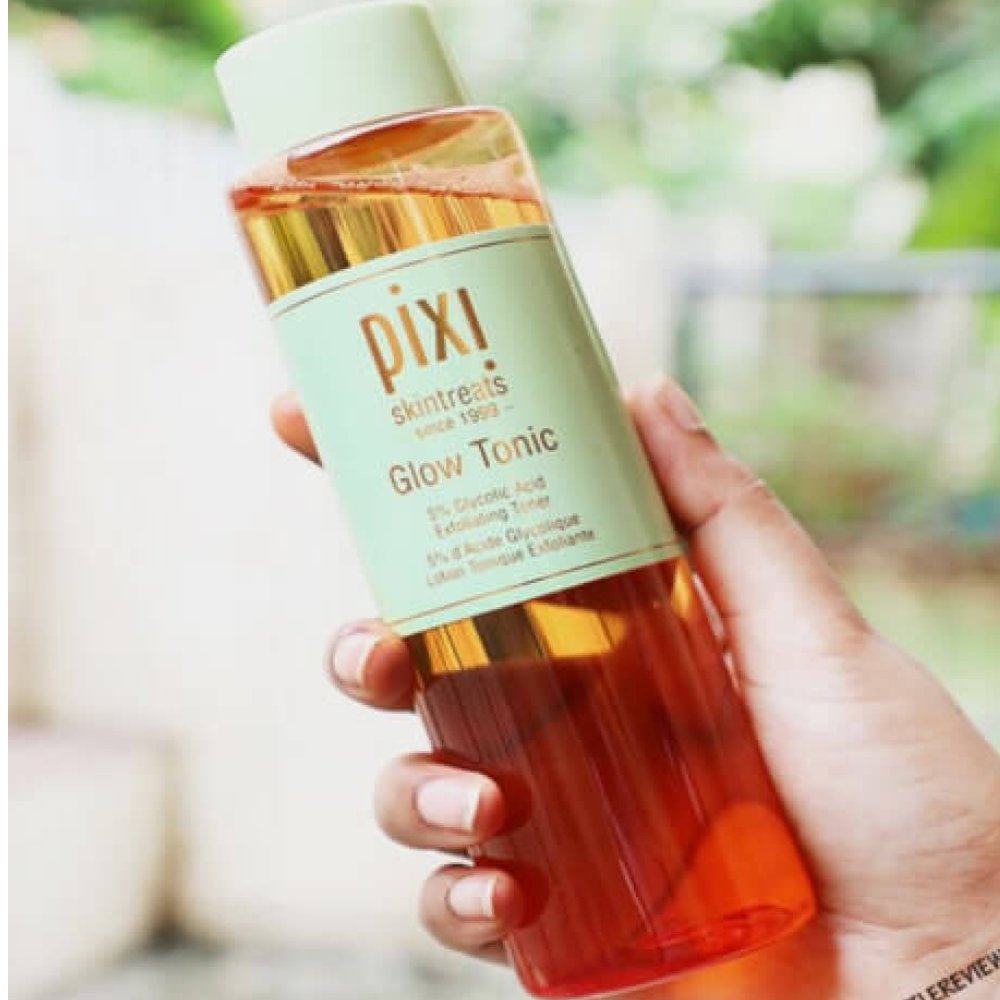 pixi
skintreats
since 1999 –
Glow Tonic
5% Glycolic Acid
Exfoliating Toner
5% d'Acide Glycolique
Lotion Tonique Exfoliante